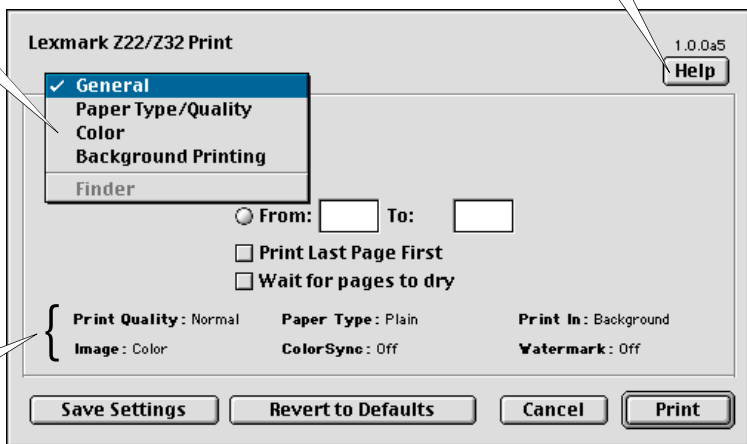 Lexmark Z22/Z32 Print
1.0.0a5
Help
✓ General
Paper Type/Quality
Color
Background Printing
Finder
From: To:
Print Last Page First
Wait for pages to dry
Print Quality: Normal Paper Type: Plain Print In: Background
Image: Color ColorSync: Off Watermark: Off
Save Settings Revert to Defaults Cancel Print